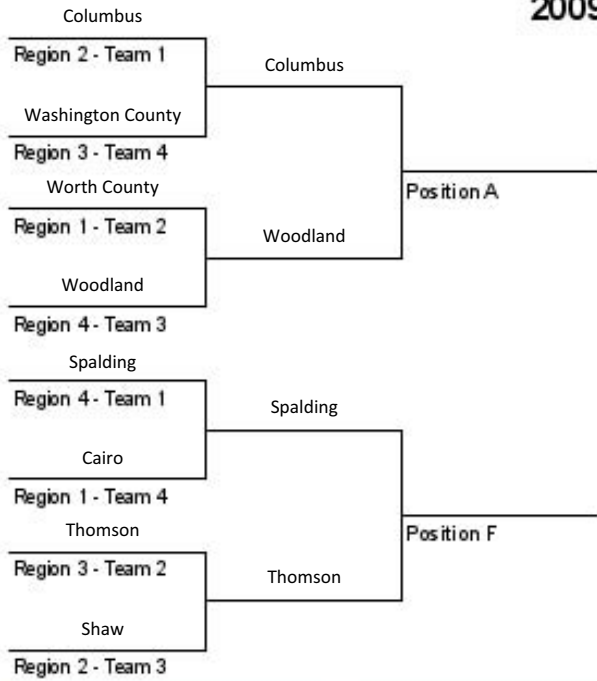 2009
Columbus
Region 2 - Team 1
Columbus
Washington County
Region 3 - Team 4
Position A
Worth County
Region 1 - Team 2
Woodland
Woodland
Region 4 - Team 3
Spalding
Region 4 - Team 1
Spalding
Cairo
Region 1 - Team 4
Position F
Thomson
Region 3 - Team 2
Thomson
Shaw
Region 2 - Team 3